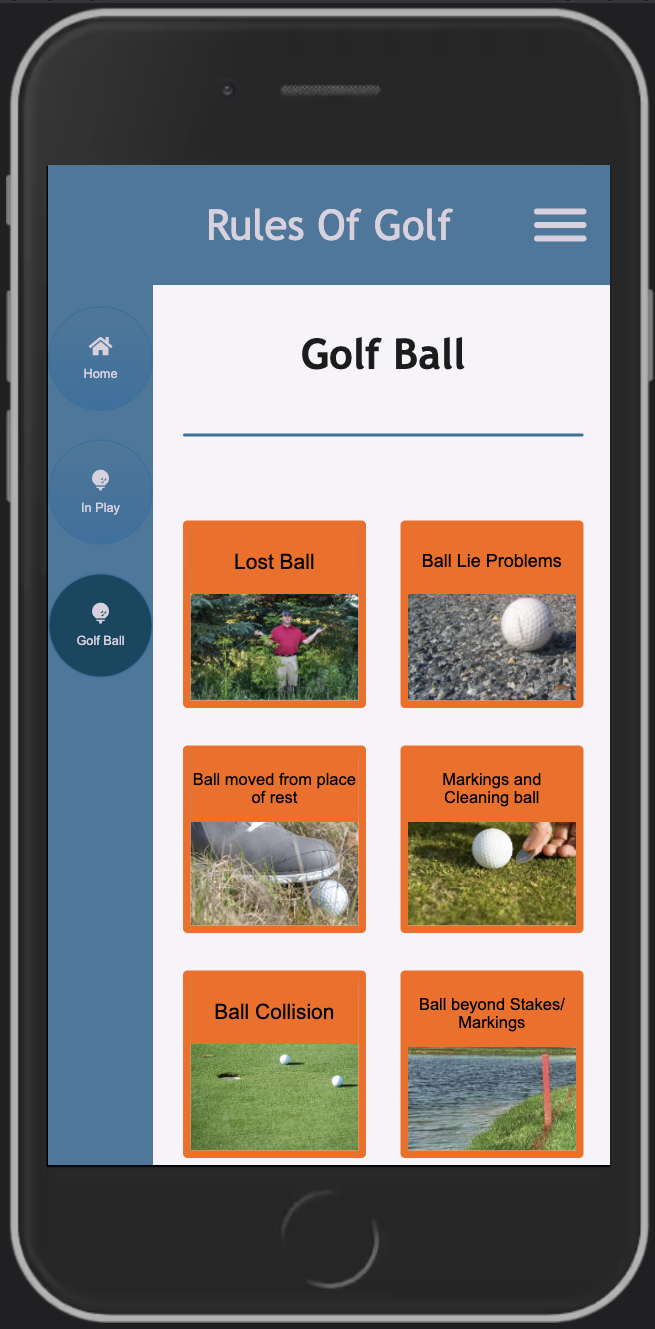 Rules Of Golf
Home
In Play
Golf Ball
Golf Ball
Lost Ball
Ball Lie Problems
Ball moved from place
of rest
Markings and
Cleaning ball
Ball Collision
Ball beyond Stakes/
Markings